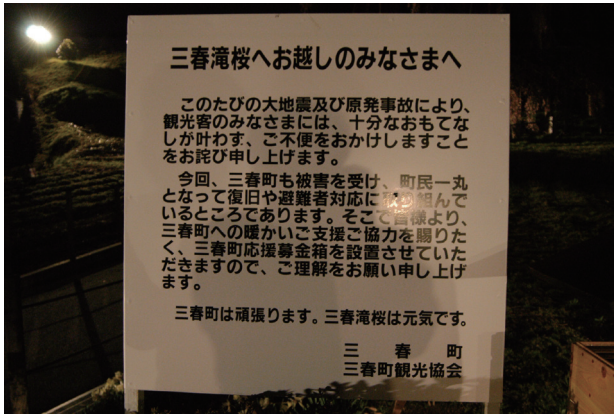 三春滝桜へお越しのみなさまへ
このたびの大地震及び原発事故により、
観光客のみなさまには、十分なおもてな
しが叶わず、ご不便をおかけしますこと
をお詫び申し上げます。
今回、三春町も被害を受け、町民一丸
となって復旧や避難者対応に組んで
いるところであります。そこで皆様より、
三春町への暖かいご支援ご協力を賜りた
く、三春町応援募金箱を設置させていた
だきますので、ご理解をお願い申し上げ
ます。
三春町は頑張ります。三春滝桜は元気です。
三春町
三春町観光協会